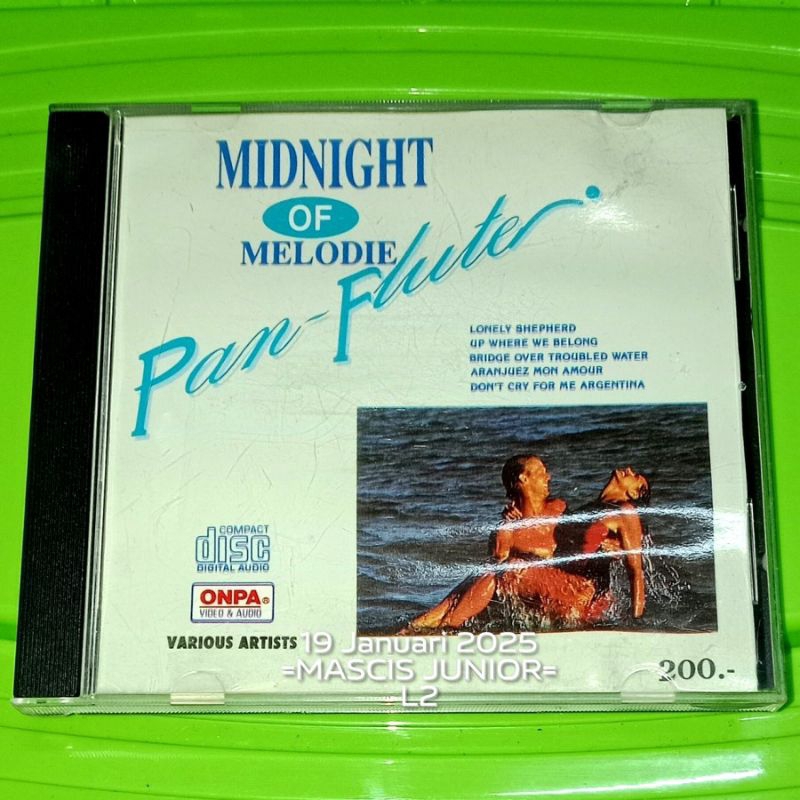 MIDNIGHT
OF
MELODIE
Pan-Fluter
LONELY SHEPHERD
UP WHERE WE BELONG
BRIDGE OVER TROUBLED WATER
ARANJUEZ MON AMOUR
DON'T CRY FOR ME ARGENTINA
COMPACT
disc
DIGITAL AUDIO
ONPA®
VIDEO & AUDIO
VARIOUS ARTISTS
19 Januari 2025
=MASCIS JUNIOR=
L2
200.-